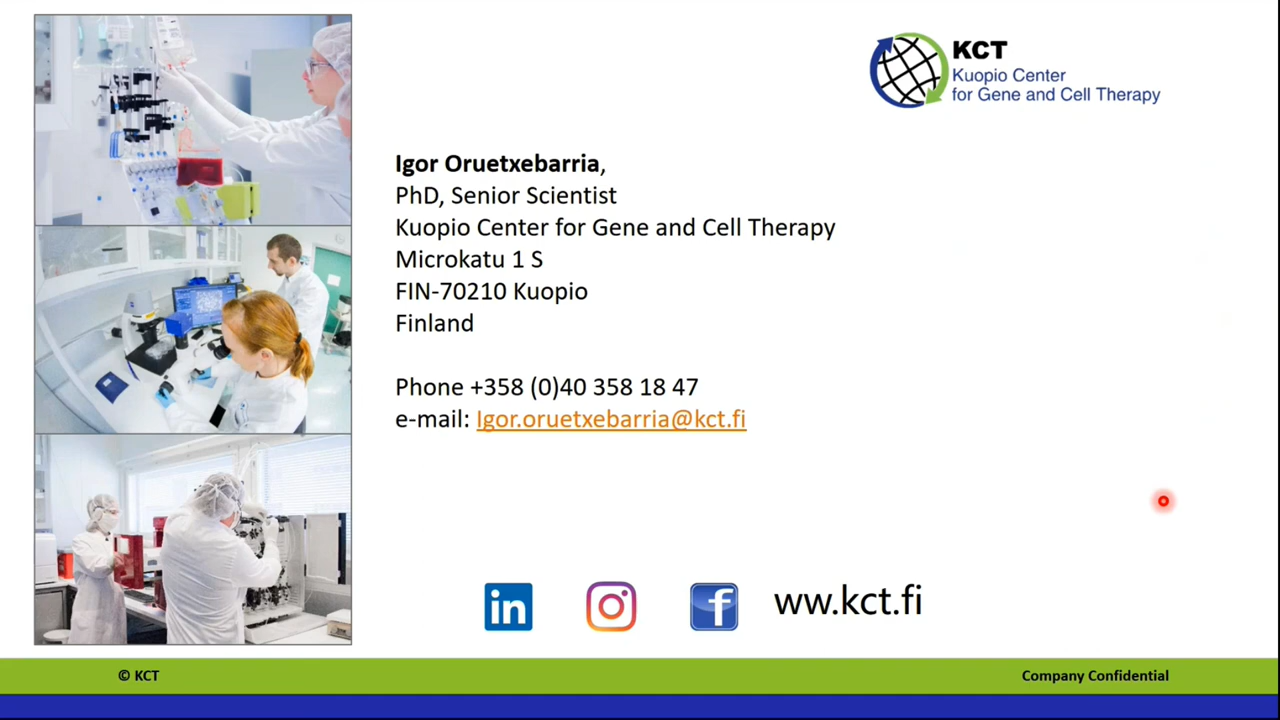 KCT
Kuopio Center
for Gene and Cell Therapy
Igor Oruetxebarria,
PhD, Senior Scientist
Kuopio Center for Gene and Cell Therapy
Microkatu 1 S
FIN-70210 Kuopio
Finland
Phone +358 (0)40 358 18 47
e-mail: Igor.oruetxebarria@kct.fi
in
f
ww.kct.fi
© KCT
Company Confidential